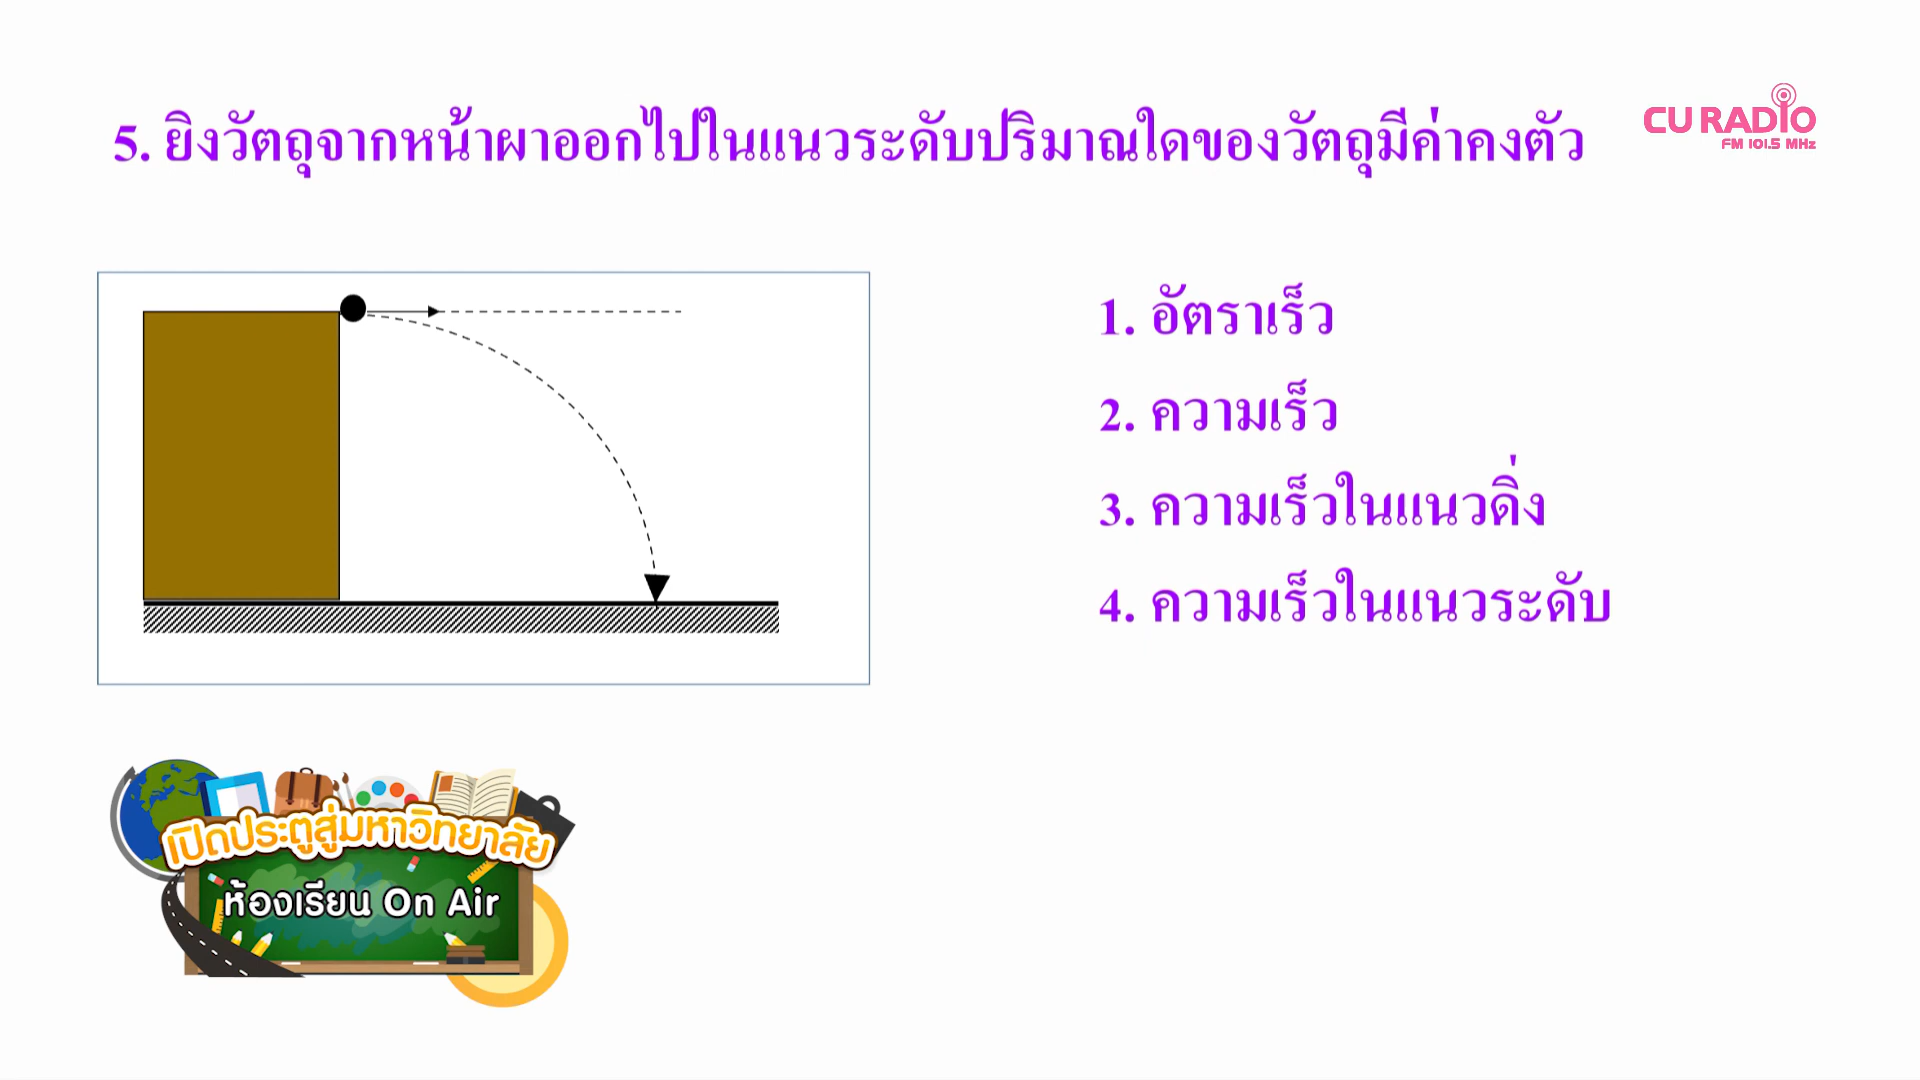 5. ยิงวัตถุจากหน้าผาออกไปในแนวระดับปริมาณใดของวัตถุมีค่าคงตัว
CU RADIO
FM 101.5 MHz
1. อัตราเร็ว
2. ความเร็ว
3. ความเร็วในแนวดิ่ง
4. ความเร็วในแนวระดับ
เปิดประตูสู่มหาวิทยาลัย
ห้องเรียน On Air